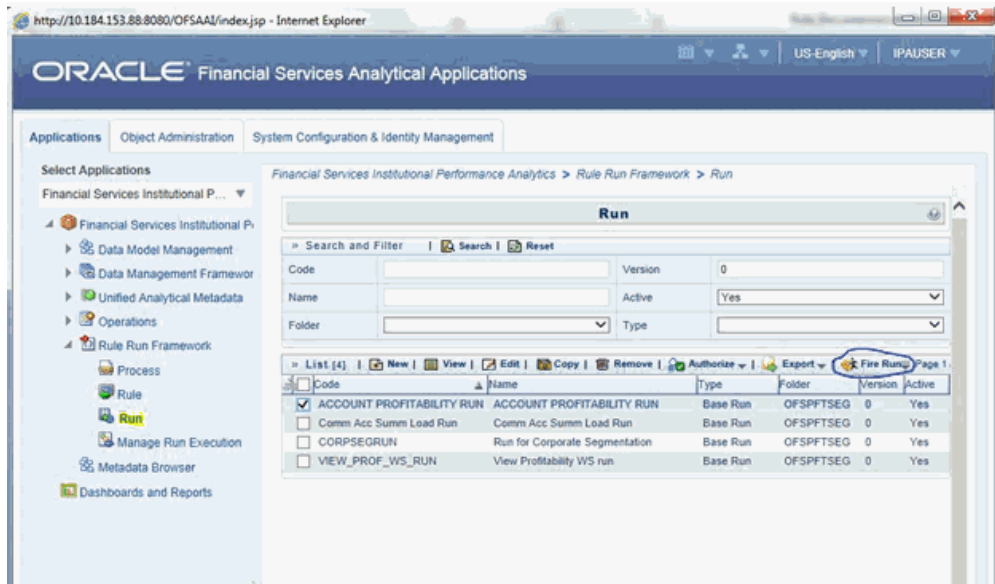 http://10.184.153.88:8080/OFSAAI/index.jsp - Internet Explorer
US-English
IPAUSER
ORACLE Financial Services Analytical Applications
Applications
Object Administration
System Configuration & Identity Management
Select Applications
Financial Services Institutional P...
Financial Services Institutional P
Data Model Management
Data Management Framewor
Unified Analytical Metadata
Operations
Rule Run Framework
Process
Rule
Run
Manage Run Execution
Metadata Browser
Dashboards and Reports
Financial Services Institutional Performance Analytics > Rule Run Framework > Run
Run
» Search and Filter | Search | Reset
Code Version 0
Name Active Yes
Folder Type
» List [4] | New | View | Edit | Copy | Remove | Authorize | Export Fire Run Page 1
Code Name Type Folder Version Active
ACCOUNT PROFITABILITY RUN ACCOUNT PROFITABILITY RUN Base Run OFSPFTSEG 0 Yes
Comm Acc Summ Load Run Comm Acc Summ Load Run Base Run OFSPFTSEG 0 Yes
CORPSEGRUN Run for Corporate Segmentation Base Run OFSPFTSEG 0 Yes
VIEW_PROF_WS_RUN View Profitability WS run Base Run OFSPFTSEG 0 Yes